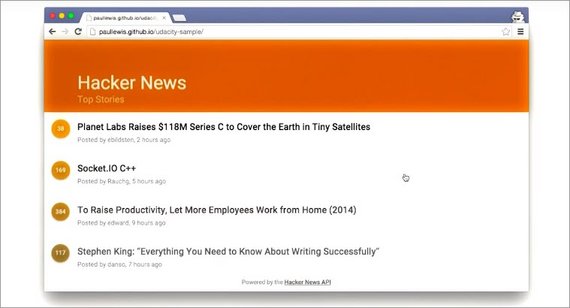 paullewis.github.io/udacity-s
paullewis.github.io/udacity-sample/
Hacker News
Top Stories
38
Planet Labs Raises $118M Series C to Cover the Earth in Tiny Satellites
Posted by ebildsten, 2 hours ago
169
Socket.IO C++
Posted by Rauchg, 5 hours ago
384
To Raise Productivity, Let More Employees Work from Home (2014)
Posted by edward, 9 hours ago
117
Stephen King: “Everything You Need to Know About Writing Successfully”
Posted by danso, 7 hours ago
Powered by the Hacker News API